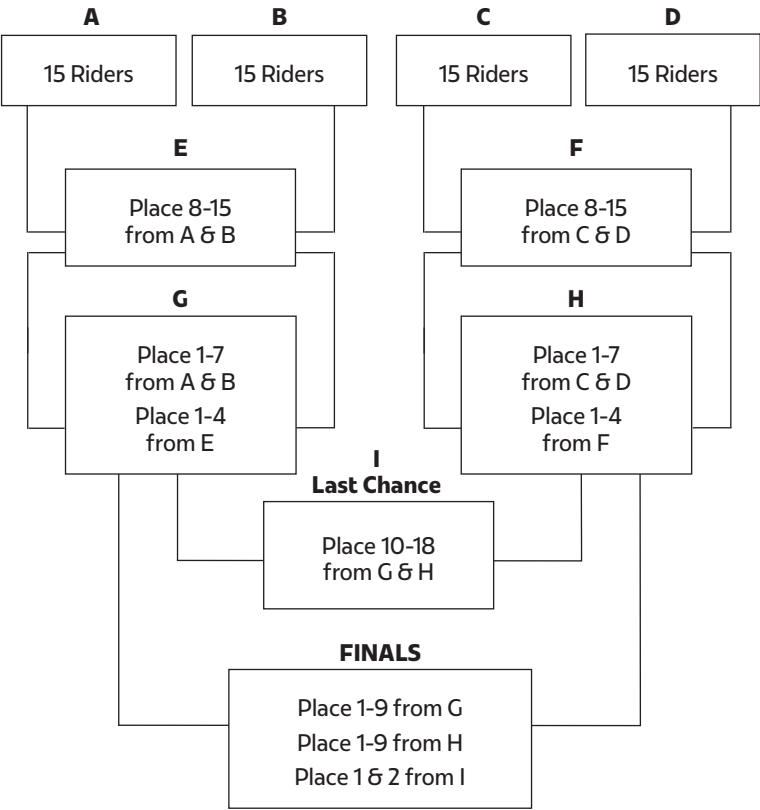 A
B
C
D
15 Riders
15 Riders
15 Riders
15 Riders
E
F
Place 8-15
from A & B
Place 8-15
from C & D
G
H
Place 1-7
from A & B
Place 1-4
from E
Place 1-7
from C & D
Place 1-4
from F
I
Last Chance
Place 10-18
from G & H
FINALS
Place 1-9 from G
Place 1-9 from H
Place 1 & 2 from I